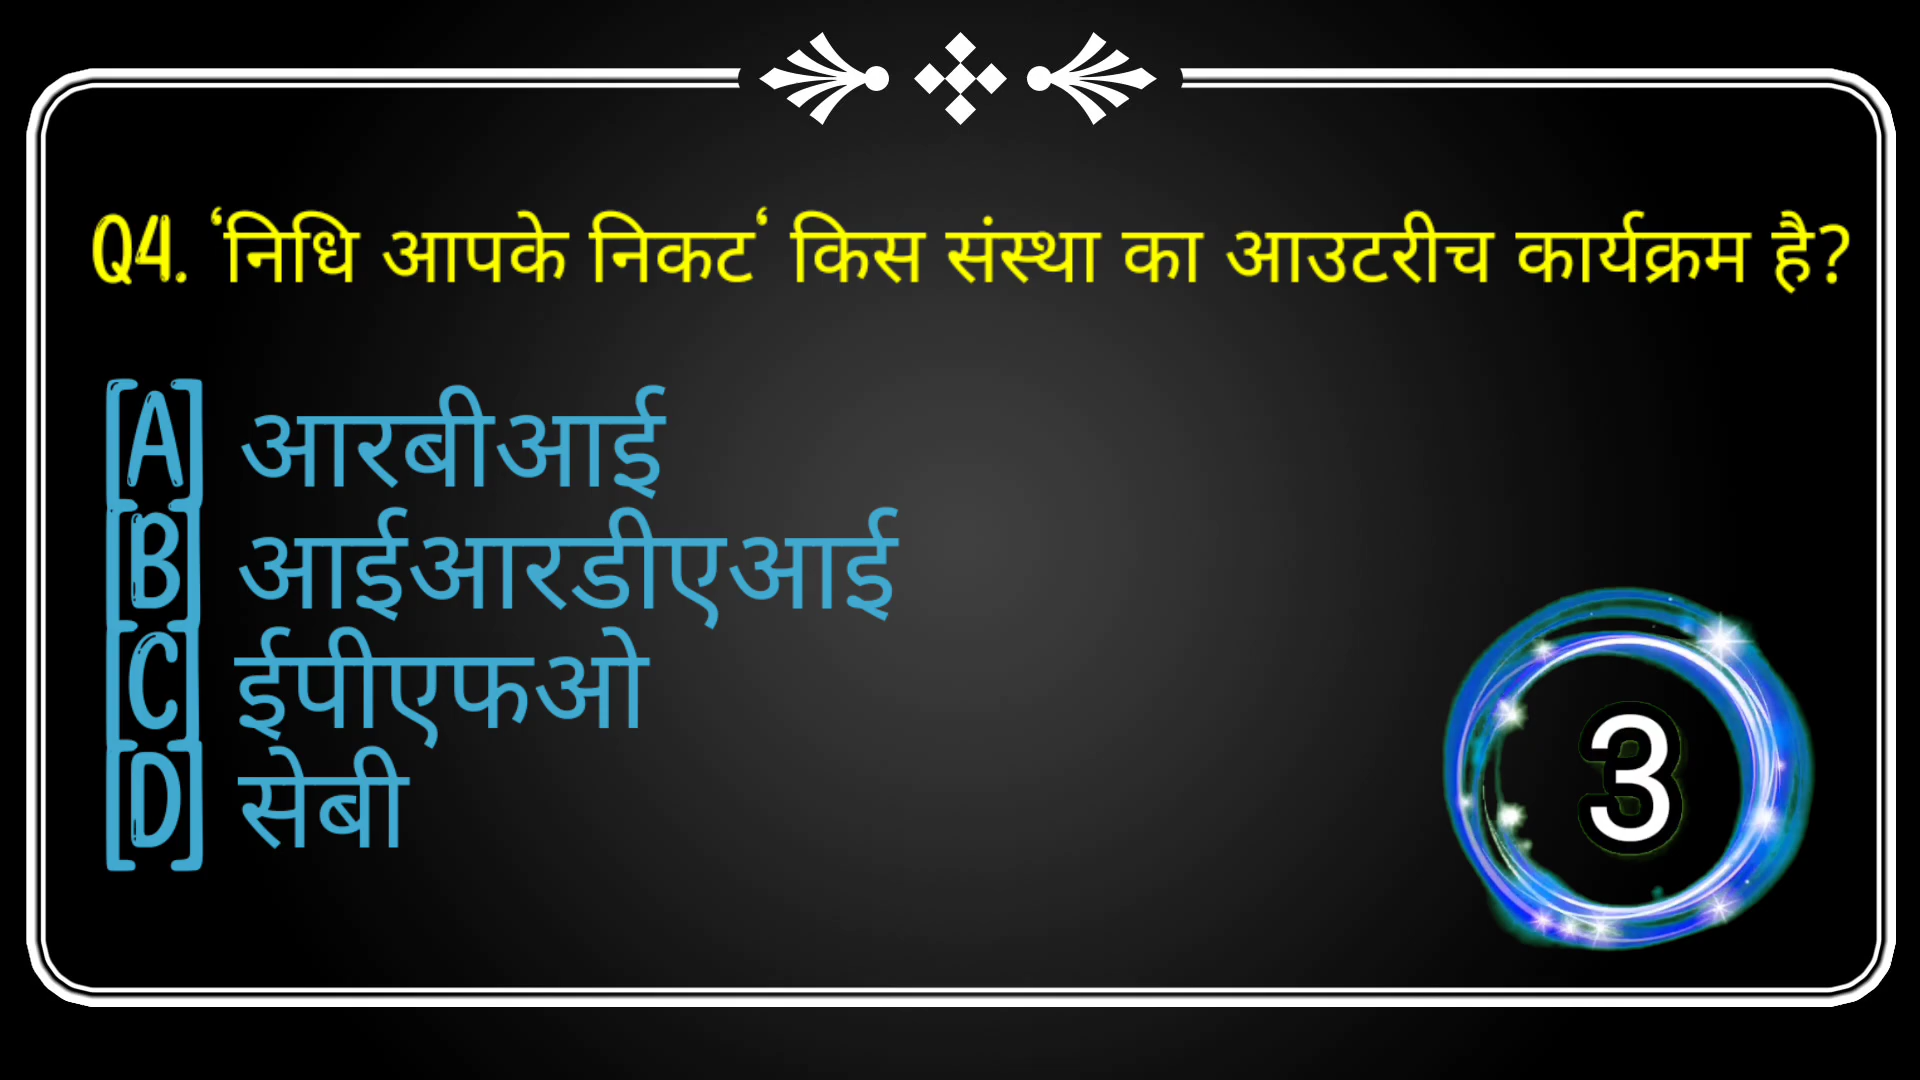 Q4. ‘निधि आपके निकट‘ किस संस्था का आउटरीच कार्यक्रम है?
[A] आरबीआई
[B] आईआरडीएआई
[C] ईपीएफओ
[D] सेबी
3